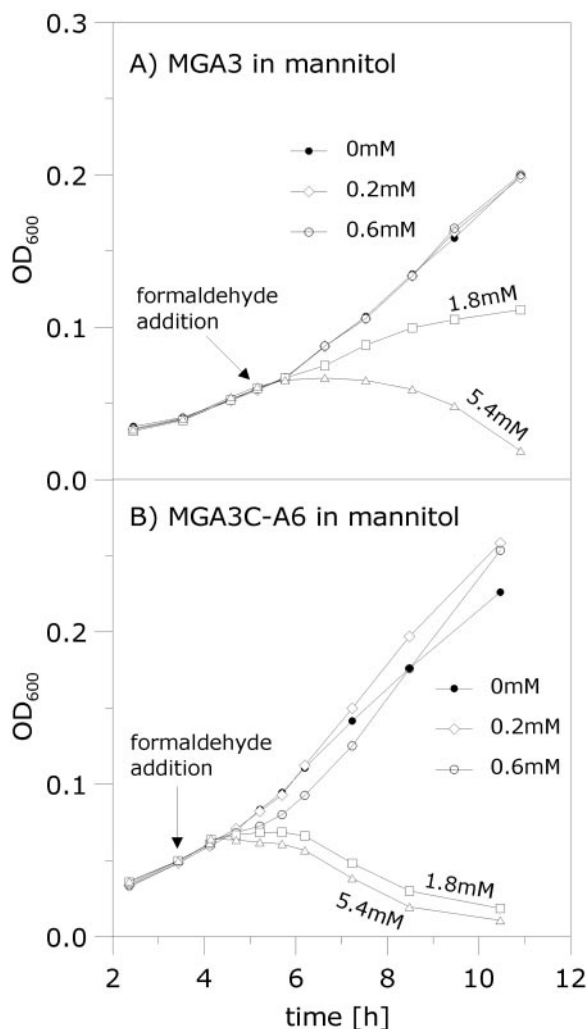 0.3
A) MGA3 in mannitol
0mM
0.2mM
0.6mM
0.2
OD600
formaldehyde
addition
1.8mM
0.1
5.4mM
0.0
B) MGA3C-A6 in mannitol
0.2
0mM
0.2mM
0.6mM
OD600
formaldehyde
addition
0.1
1.8mM
5.4mM
0.0
2 4 6 8 10 12
time [h]